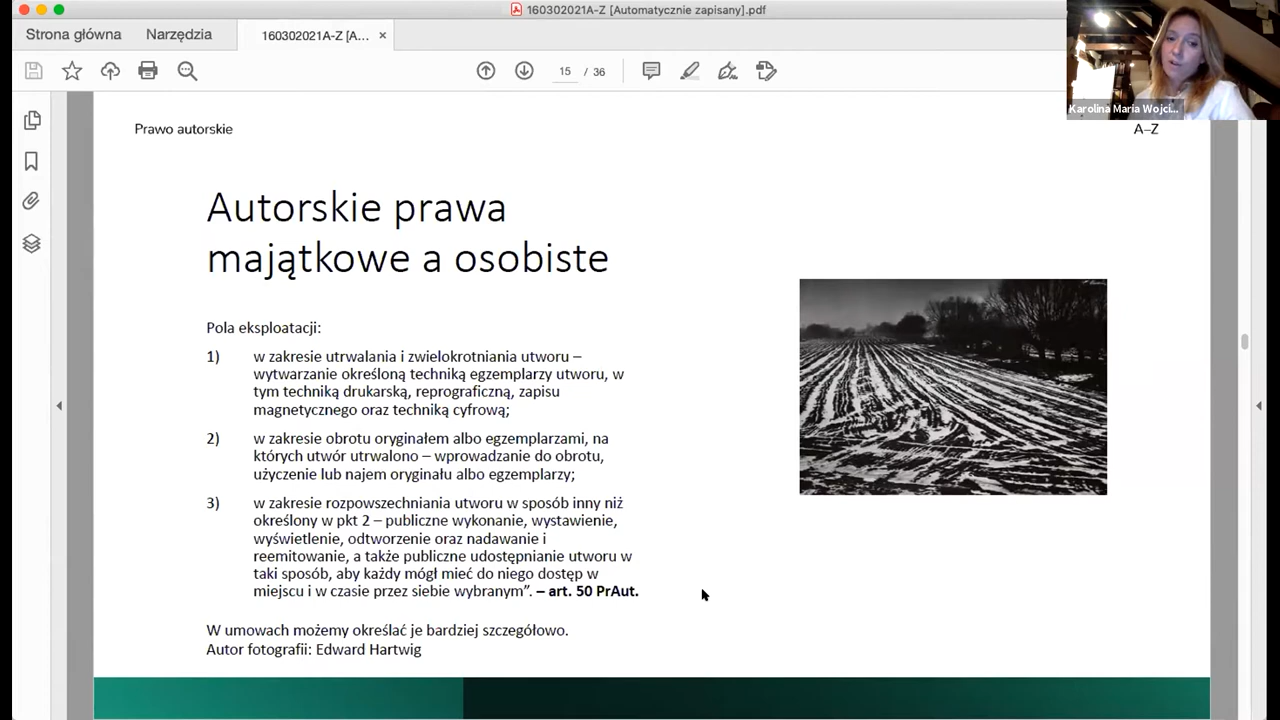 160302021A-Z [Automatycznie zapisany].pdf
Strona główna
Narzędzia
160302021A-Z [A...
15 / 36
Karolina Maria Wojci...
Prawo autorskie
A–Z
Autorskie prawa
majątkowe a osobiste
Pola eksploatacji:
1) w zakresie utrwalania i zwielokrotniania utworu –
wytwarzanie określoną techniką egzemplarzy utworu, w
tym techniką drukarską, reprograficzną, zapisu
magnetycznego oraz techniką cyfrową;
2) w zakresie obrotu oryginałem albo egzemplarzami, na
których utwór utrwalono – wprowadzanie do obrotu,
użyczenie lub najem oryginału albo egzemplarzy;
3) w zakresie rozpowszechniania utworu w sposób inny niż
określony w pkt 2 – publiczne wykonanie, wystawienie,
wyświetlenie, odtworzenie oraz nadawanie i
reemitowanie, a także publiczne udostępnianie utworu w
taki sposób, aby każdy mógł mieć do niego dostęp w
miejscu i w czasie przez siebie wybranym”. – art. 50 PrAut.
W umowach możemy określać je bardziej szczegółowo.
Autor fotografii: Edward Hartwig